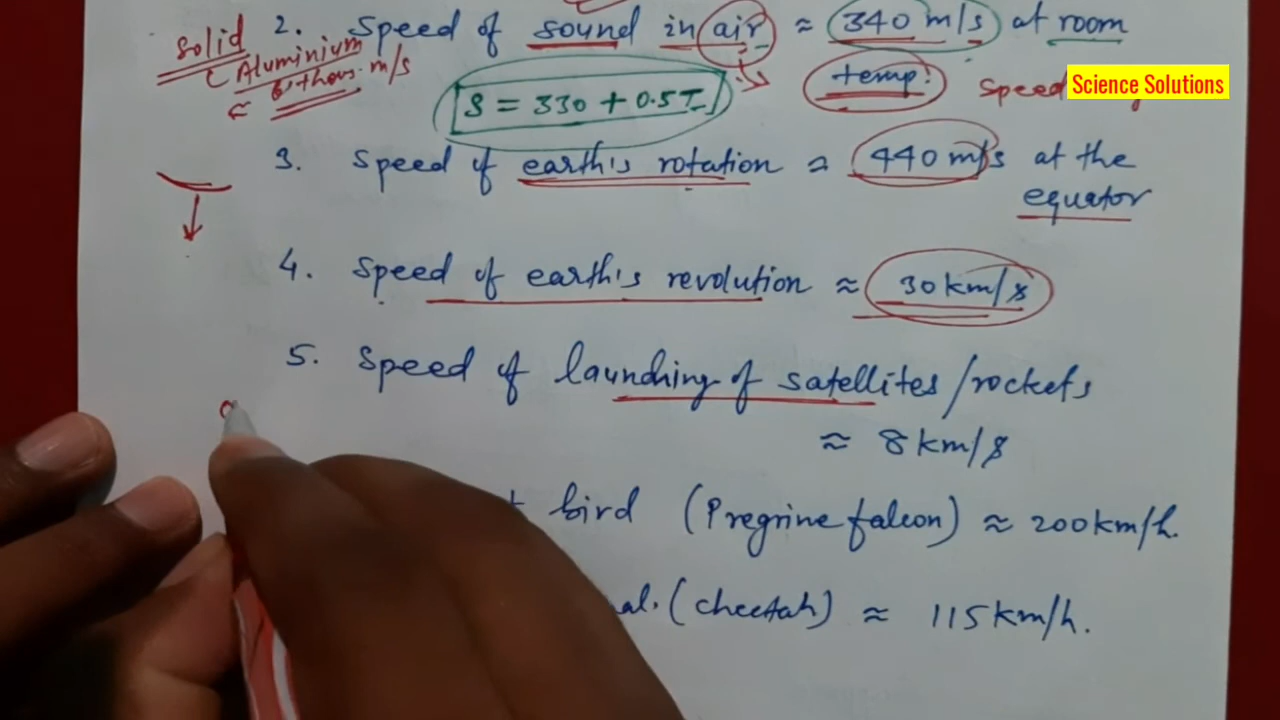 2. Speed of sound in air ≈ 340 m/s at room
temp.
solid
Aluminium
6 thous. m/s
S = 330 + 0.5T
Speed
Science Solutions
3. Speed of earth's rotation ≈ 440 m/s at the
equator
4. Speed of earth's revolution ≈ 30 km/s
5. Speed of launching of satellites/rockets
≈ 8 km/s
bird (Pregrine falcon) ≈ 200 km/h.
al. (cheetah) ≈ 115 km/h.